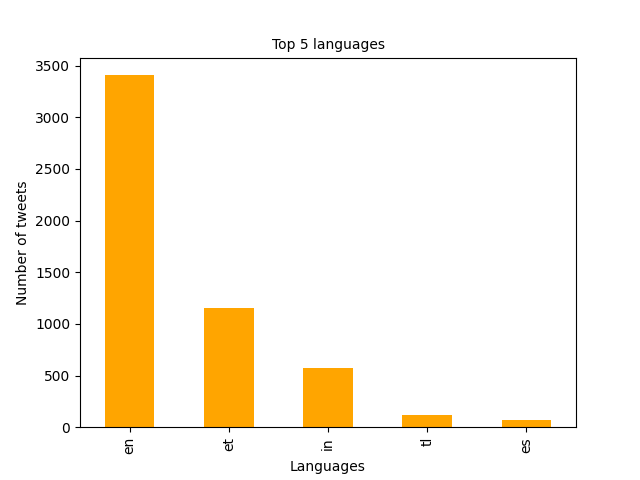 Top 5 languages
3500
3000
2500
2000
1500
1000
500
0
Number of tweets
en
et
in
tl
es
Languages